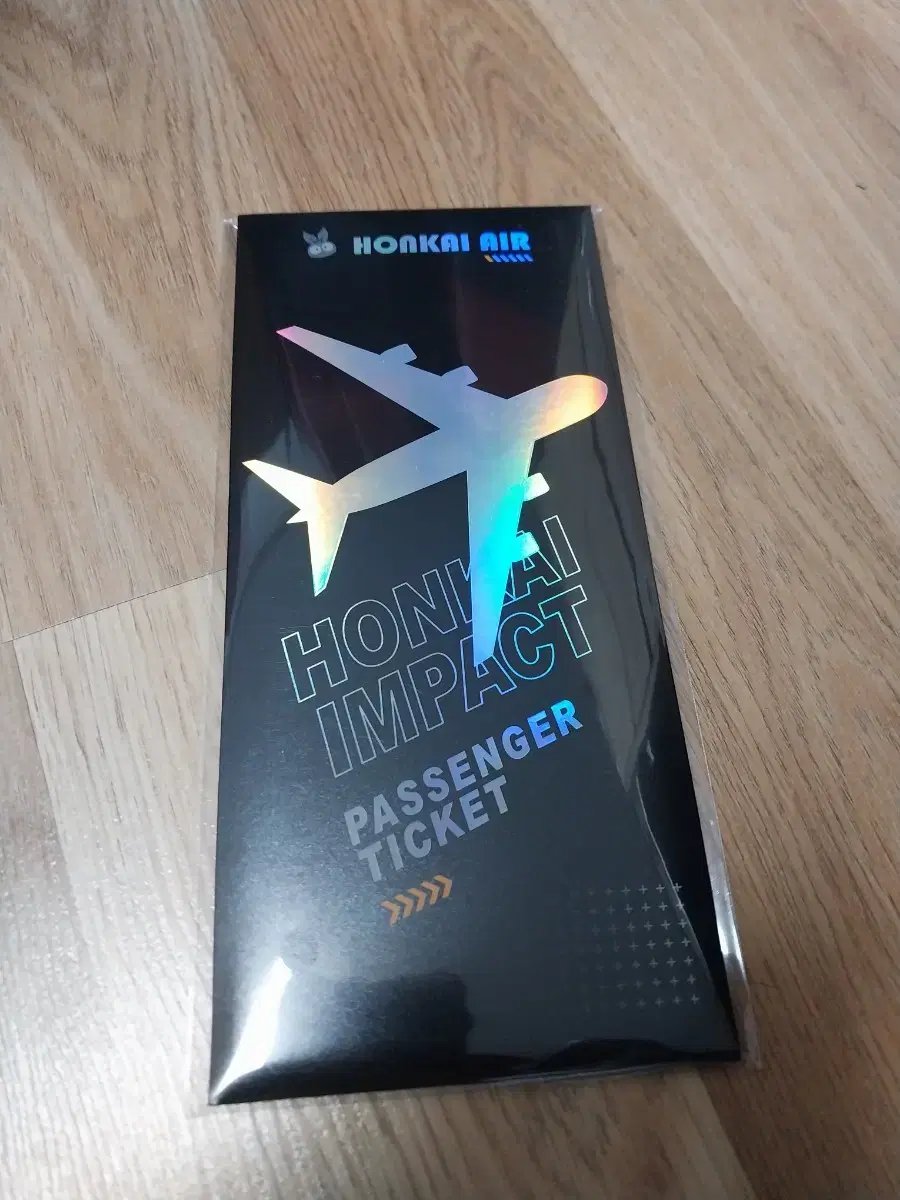 HONKAI AIR
HONKAI
IMPACT
PASSENGER
TICKET